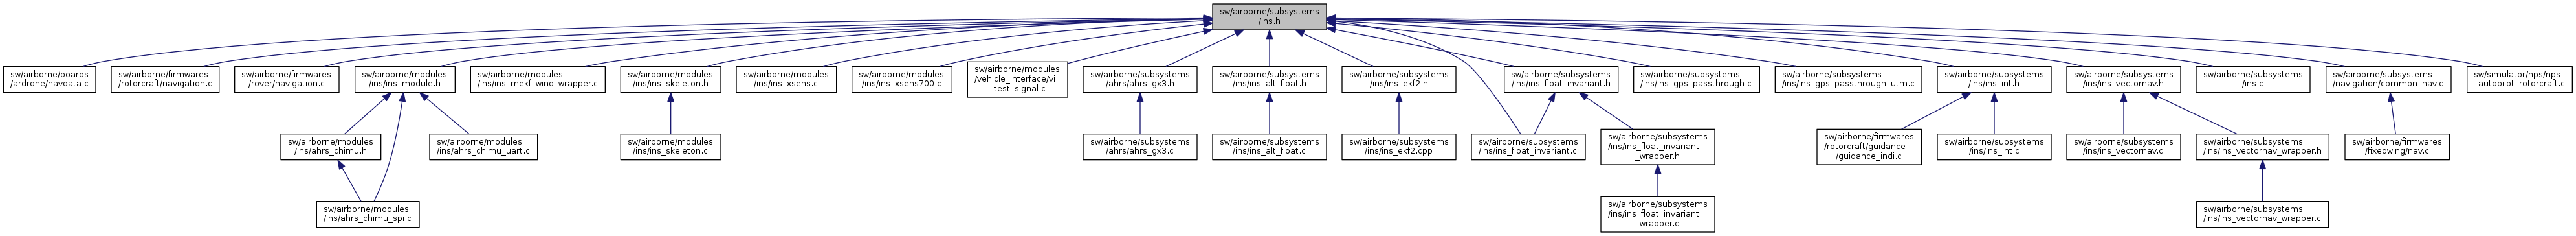 sw/airborne/subsystems
/ins.h
sw/airborne/boards
/ardrone/navdata.c
sw/airborne/firmwares
/rotorcraft/navigation.c
sw/airborne/firmwares
/rover/navigation.c
sw/airborne/modules
/ins/ins_module.h
sw/airborne/modules
/ins/ins_mekf_wind_wrapper.c
sw/airborne/modules
/ins/ins_skeleton.h
sw/airborne/modules
/ins/ins_xsens.c
sw/airborne/modules
/ins/ins_xsens700.c
sw/airborne/modules
/vehicle_interface/vi
_test_signal.c
sw/airborne/subsystems
/ahrs/ahrs_gx3.h
sw/airborne/subsystems
/ins/ins_alt_float.h
sw/airborne/subsystems
/ins/ins_ekf2.h
sw/airborne/subsystems
/ins/ins_float_invariant.h
sw/airborne/subsystems
/ins/ins_gps_passthrough.c
sw/airborne/subsystems
/ins/ins_gps_passthrough_utm.c
sw/airborne/subsystems
/ins/ins_int.h
sw/airborne/subsystems
/ins/ins_vectornav.h
sw/airborne/subsystems
/ins.c
sw/airborne/subsystems
/navigation/common_nav.c
sw/simulator/nps/nps
_autopilot_rotorcraft.c
sw/airborne/modules
/ins/ahrs_chimu.h
sw/airborne/modules
/ins/ahrs_chimu_uart.c
sw/airborne/modules
/ins/ins_skeleton.c
sw/airborne/subsystems
/ahrs/ahrs_gx3.c
sw/airborne/subsystems
/ins/ins_alt_float.c
sw/airborne/subsystems
/ins/ins_ekf2.cpp
sw/airborne/subsystems
/ins/ins_float_invariant.c
sw/airborne/subsystems
/ins/ins_float_invariant
_wrapper.h
sw/airborne/firmwares
/rotorcraft/guidance
/guidance_indi.c
sw/airborne/subsystems
/ins/ins_int.c
sw/airborne/subsystems
/ins/ins_vectornav.c
sw/airborne/subsystems
/ins/ins_vectornav_wrapper.h
sw/airborne/firmwares
/fixedwing/nav.c
sw/airborne/modules
/ins/ahrs_chimu_spi.c
sw/airborne/subsystems
/ins/ins_float_invariant
_wrapper.c
sw/airborne/subsystems
/ins/ins_vectornav_wrapper.c